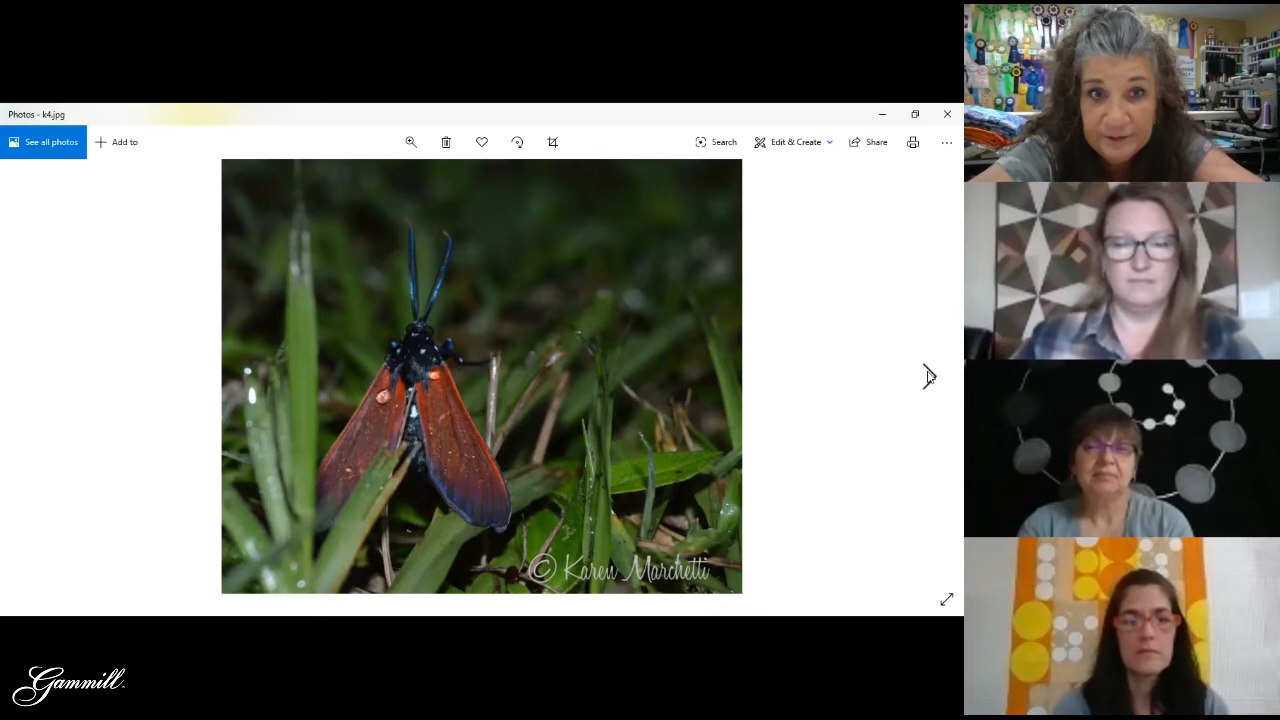 Photos - k4.jpg
See all photos
Add to
Search
Edit & Create
Share
© Karen Marchetti
Gammill